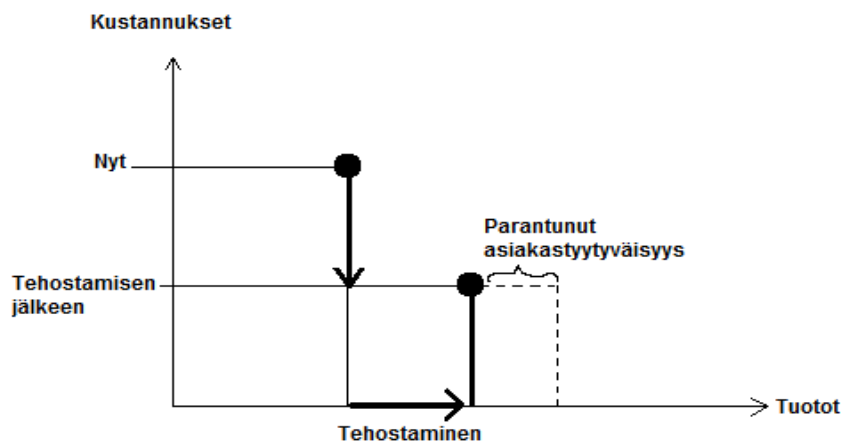 Kustannukset
Nyt
Parantunut
asiakastyytyväisyys
Tehostamisen
jälkeen
Tuotot
Tehostaminen